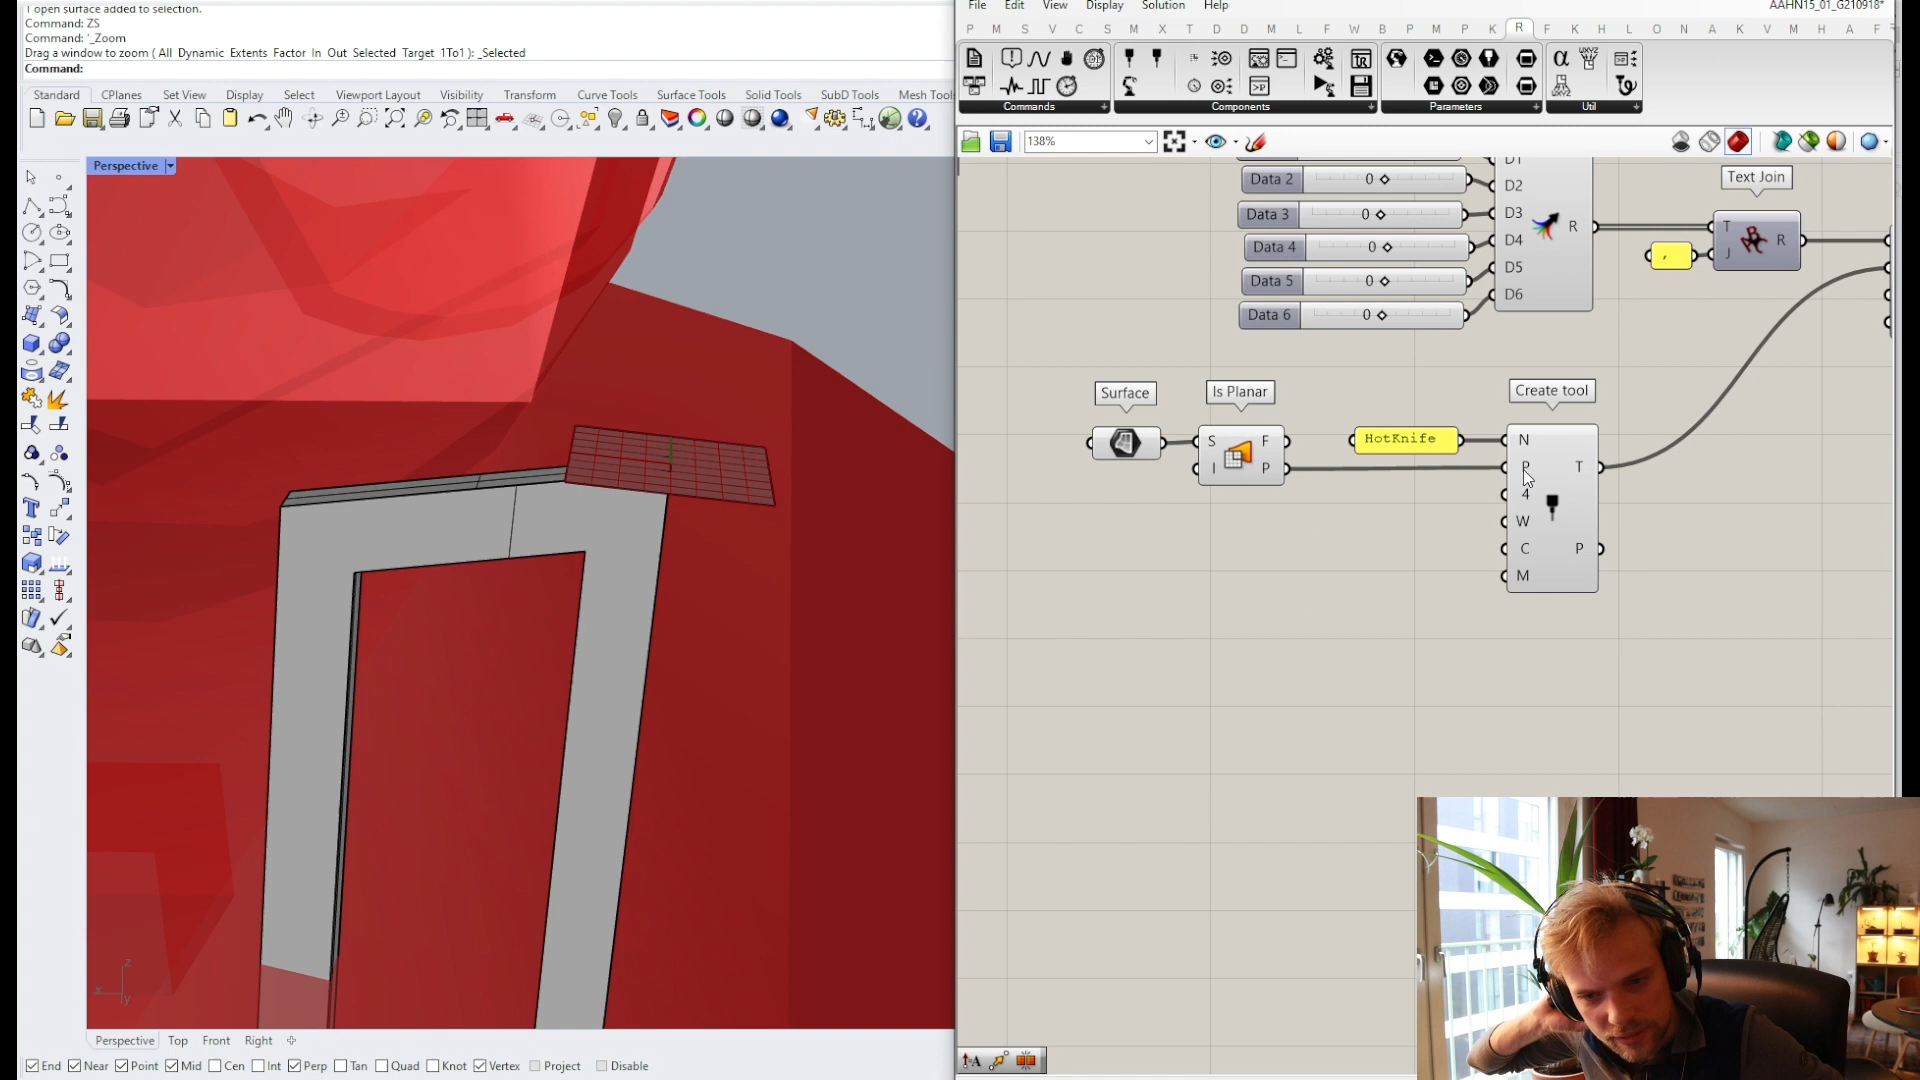 1 open surface added to selection.
Command: ZS
Command: '_Zoom
Drag a window to zoom ( All Dynamic Extents Factor In Out Selected Target 1To1 ): _Selected
Command:
Standard CPlanes Set View Display Select Viewport Layout Visibility Transform Curve Tools Surface Tools Solid Tools SubD Tools Mesh Tool
Perspective
z
x
y
Perspective Top Front Right
End Near Point Mid Cen Int Perp Tan Quad Knot Vertex Project Disable
File Edit View Display Solution Help
AAHN15_01_G210918*
P M S V C S M X T D D M L F W B P M P K R F K H L O N A K V M H A F
Commands
Components
Parameters
Util
138%
D1
Data 2 0 D2
Data 3 0 D3
Data 4 0 D4
Data 5 0 D5
Data 6 0 D6
R
Text Join
T
J
R
,
Surface
Is Planar
S
I
F
P
HotKnife
Create tool
N
P
4
W
C
M
T
P